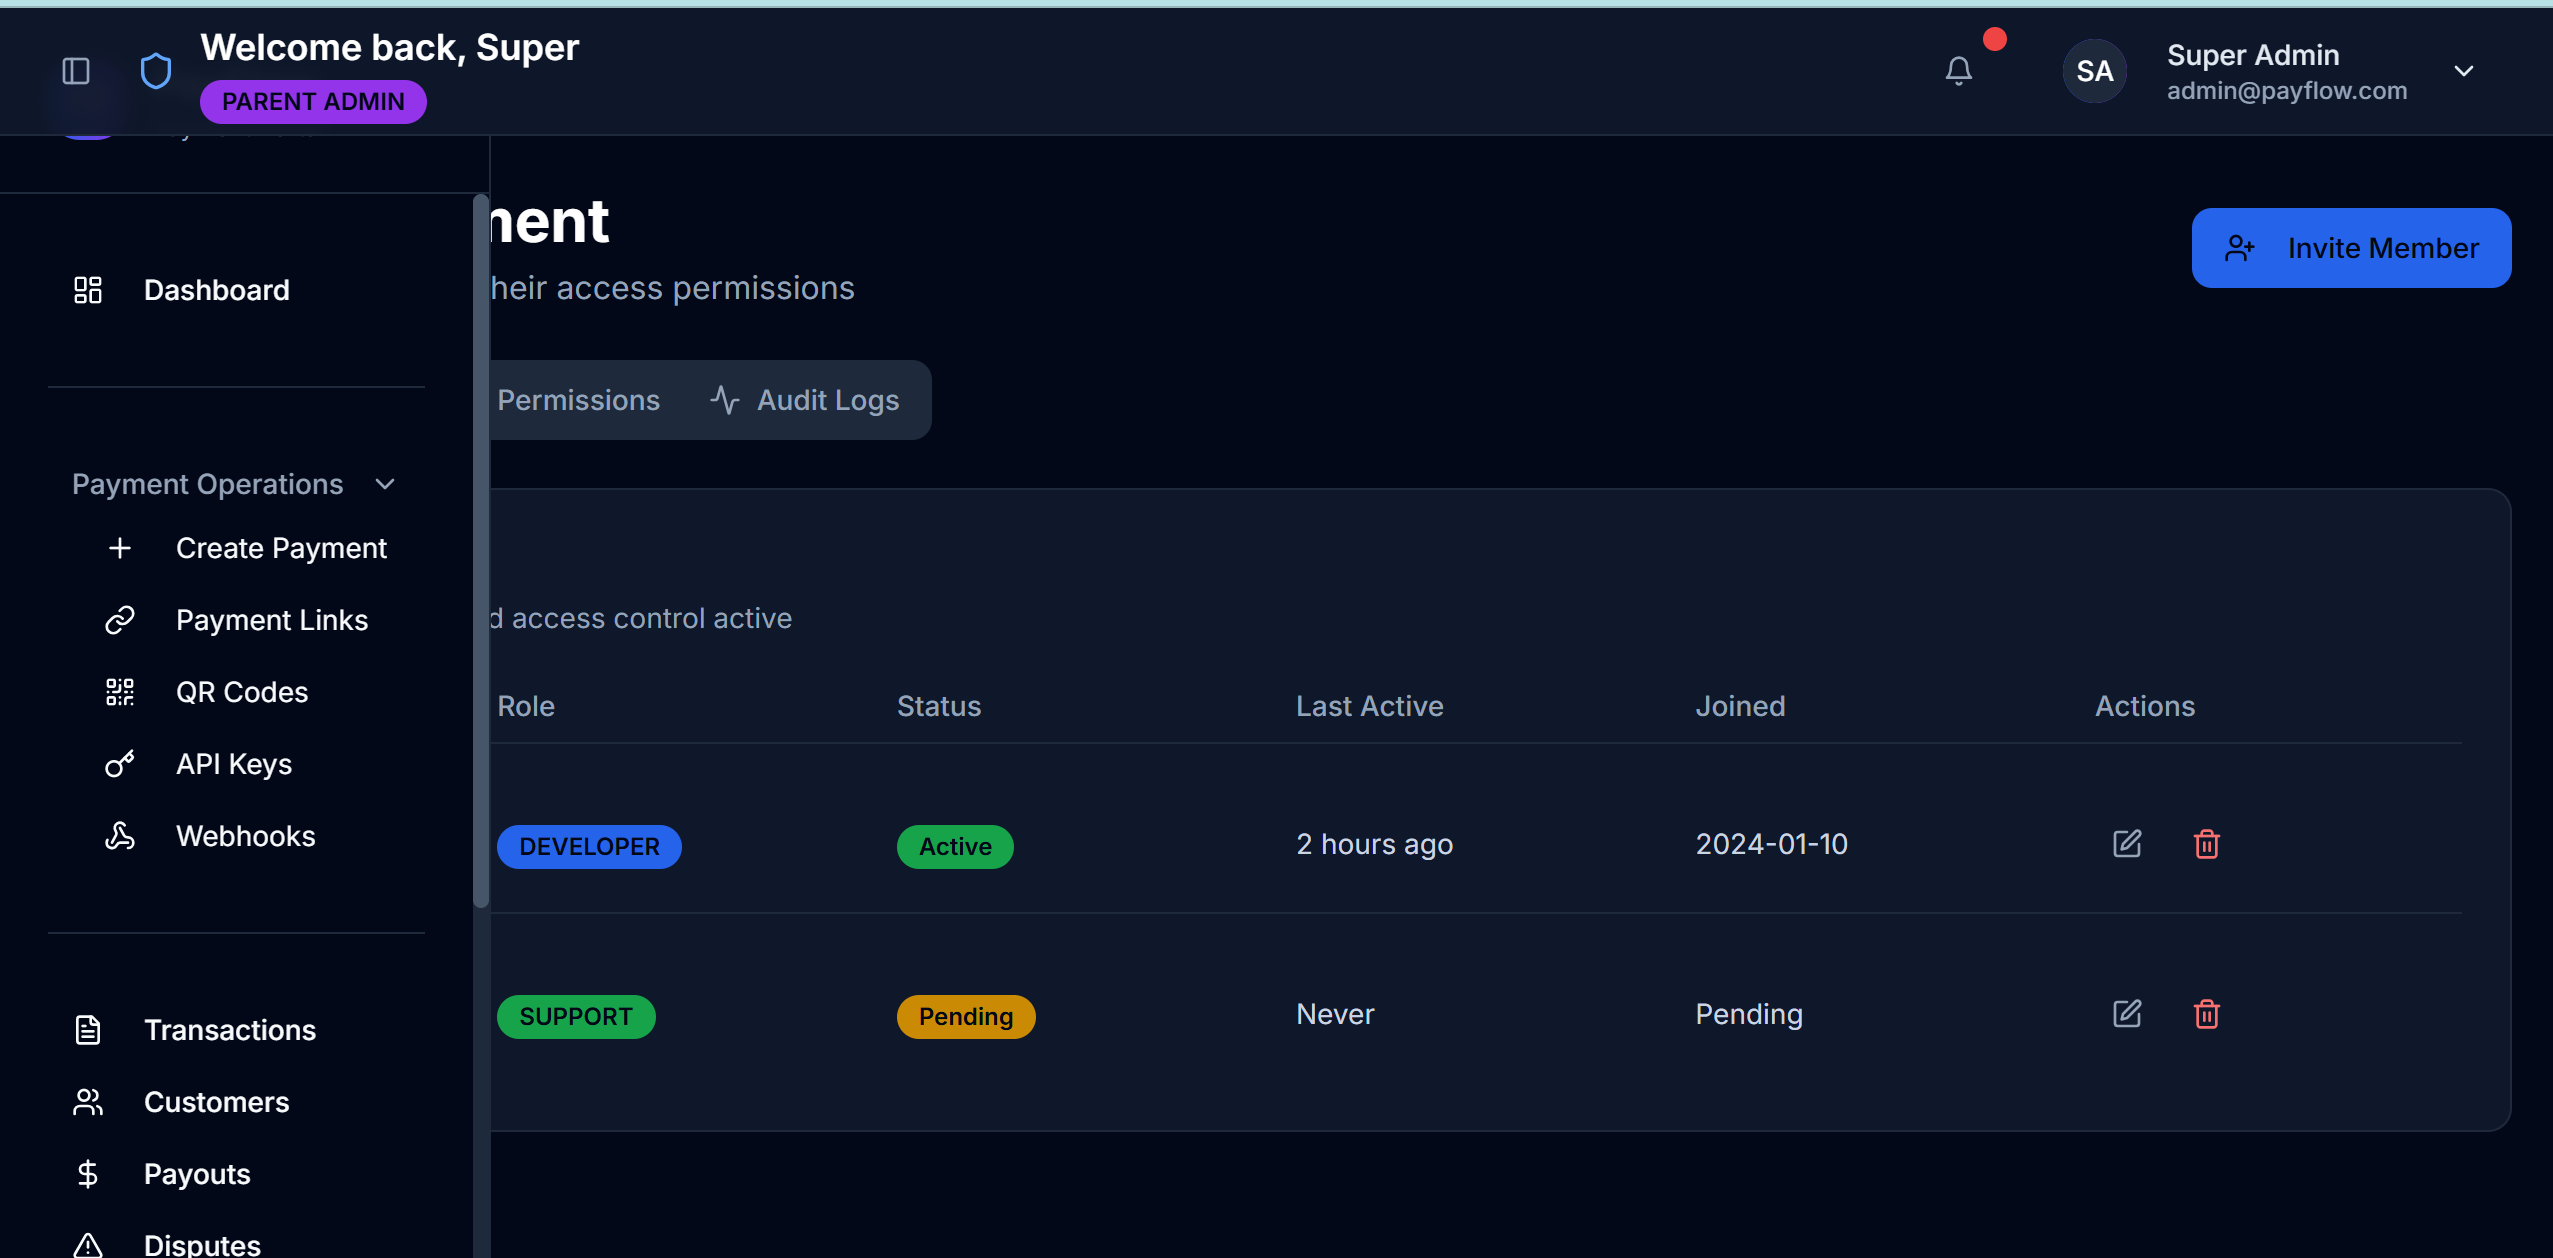 Welcome back, Super
PARENT ADMIN
SA
Super Admin
admin@payflow.com
Dashboard
Payment Operations
Create Payment
Payment Links
QR Codes
API Keys
Webhooks
Transactions
Customers
Payouts
Disputes
ment
heir access permissions
Invite Member
Permissions
Audit Logs
d access control active
Role Status Last Active Joined Actions
DEVELOPER Active 2 hours ago 2024-01-10
SUPPORT Pending Never Pending